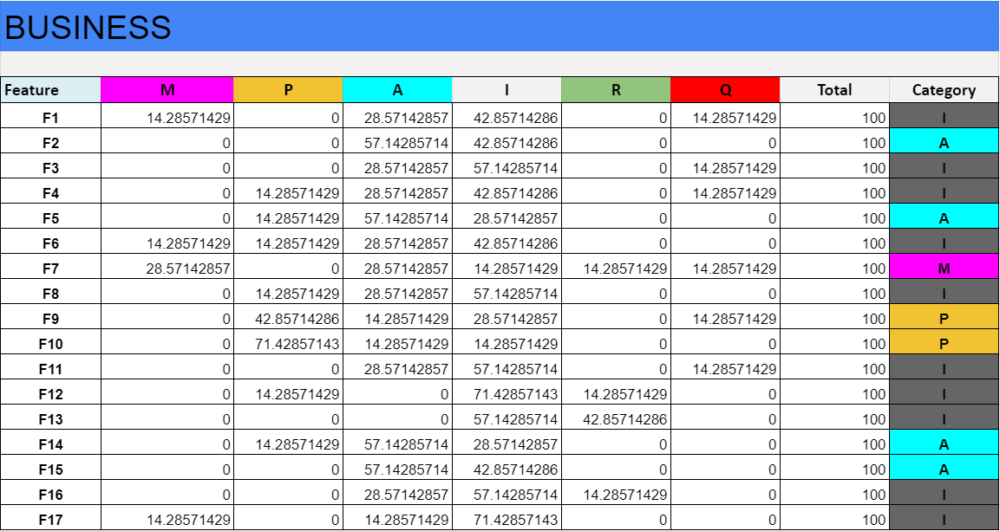 BUSINESS
Feature M P A I R Q Total Category
F1 14.28571429 0 28.57142857 42.85714286 0 14.28571429 100 I
F2 0 0 57.14285714 42.85714286 0 0 100 A
F3 0 0 28.57142857 57.14285714 0 14.28571429 100 I
F4 0 14.28571429 28.57142857 42.85714286 0 14.28571429 100 I
F5 0 14.28571429 57.14285714 28.57142857 0 0 100 A
F6 14.28571429 14.28571429 28.57142857 42.85714286 0 0 100 I
F7 28.57142857 0 28.57142857 14.28571429 14.28571429 14.28571429 100 M
F8 0 14.28571429 28.57142857 57.14285714 0 0 100 I
F9 0 42.85714286 14.28571429 28.57142857 0 14.28571429 100 P
F10 0 71.42857143 14.28571429 14.28571429 0 0 100 P
F11 0 0 28.57142857 57.14285714 0 14.28571429 100 I
F12 0 14.28571429 0 71.42857143 14.28571429 0 100 I
F13 0 0 0 57.14285714 42.85714286 0 100 I
F14 0 14.28571429 57.14285714 28.57142857 0 0 100 A
F15 0 0 57.14285714 42.85714286 0 0 100 A
F16 0 0 28.57142857 57.14285714 14.28571429 0 100 I
F17 14.28571429 0 14.28571429 71.42857143 0 0 100 I